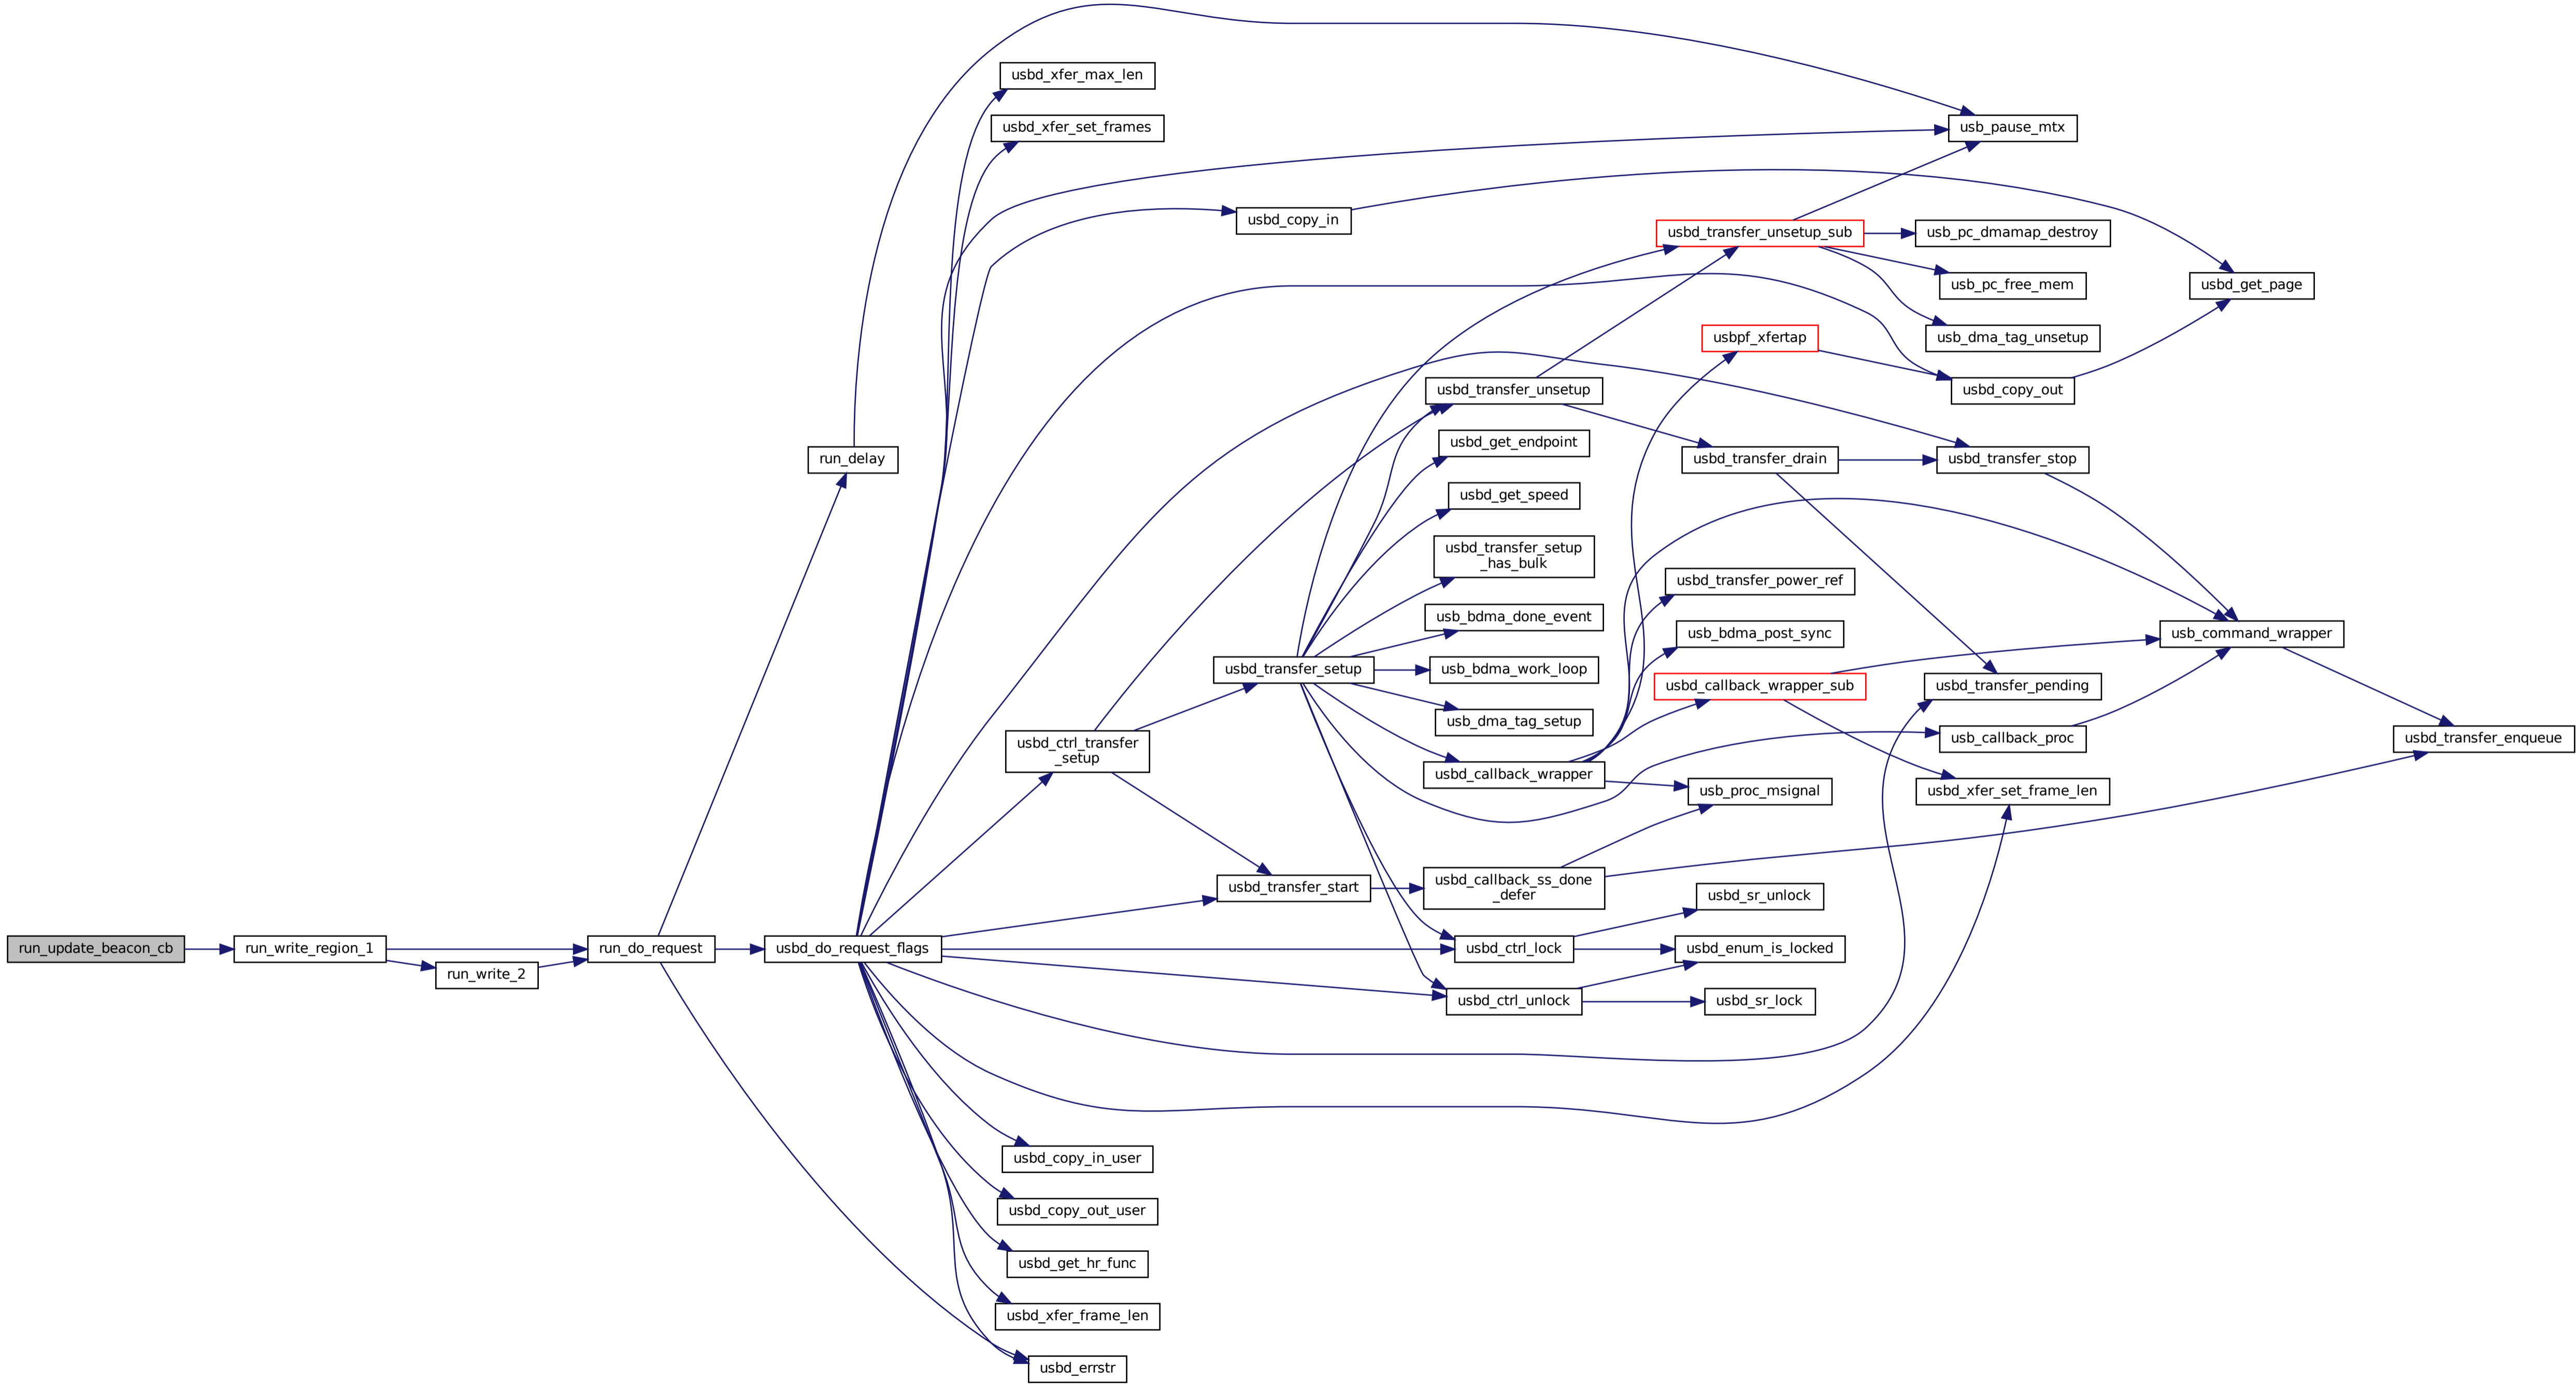 usbd_xfer_max_len
usbd_xfer_set_frames
usb_pause_mtx
usbd_copy_in
usbd_transfer_unsetup_sub
usb_pc_dmamap_destroy
usb_pc_free_mem
usbd_get_page
usbpf_xfertap
usb_dma_tag_unsetup
usbd_transfer_unsetup
usbd_copy_out
usbd_get_endpoint
run_delay
usbd_transfer_drain
usbd_transfer_stop
usbd_get_speed
usbd_transfer_setup
_has_bulk
usbd_transfer_power_ref
usb_bdma_done_event
usb_bdma_post_sync
usb_command_wrapper
usbd_transfer_setup
usb_bdma_work_loop
usbd_callback_wrapper_sub
usbd_transfer_pending
usb_dma_tag_setup
usb_callback_proc
usbd_transfer_enqueue
usbd_ctrl_transfer
_setup
usbd_callback_wrapper
usb_proc_msignal
usbd_xfer_set_frame_len
usbd_transfer_start
usbd_callback_ss_done
_defer
usbd_sr_unlock
run_update_beacon_cb
run_write_region_1
run_do_request
usbd_do_request_flags
usbd_ctrl_lock
usbd_enum_is_locked
run_write_2
usbd_ctrl_unlock
usbd_sr_lock
usbd_copy_in_user
usbd_copy_out_user
usbd_get_hr_func
usbd_xfer_frame_len
usbd_errstr